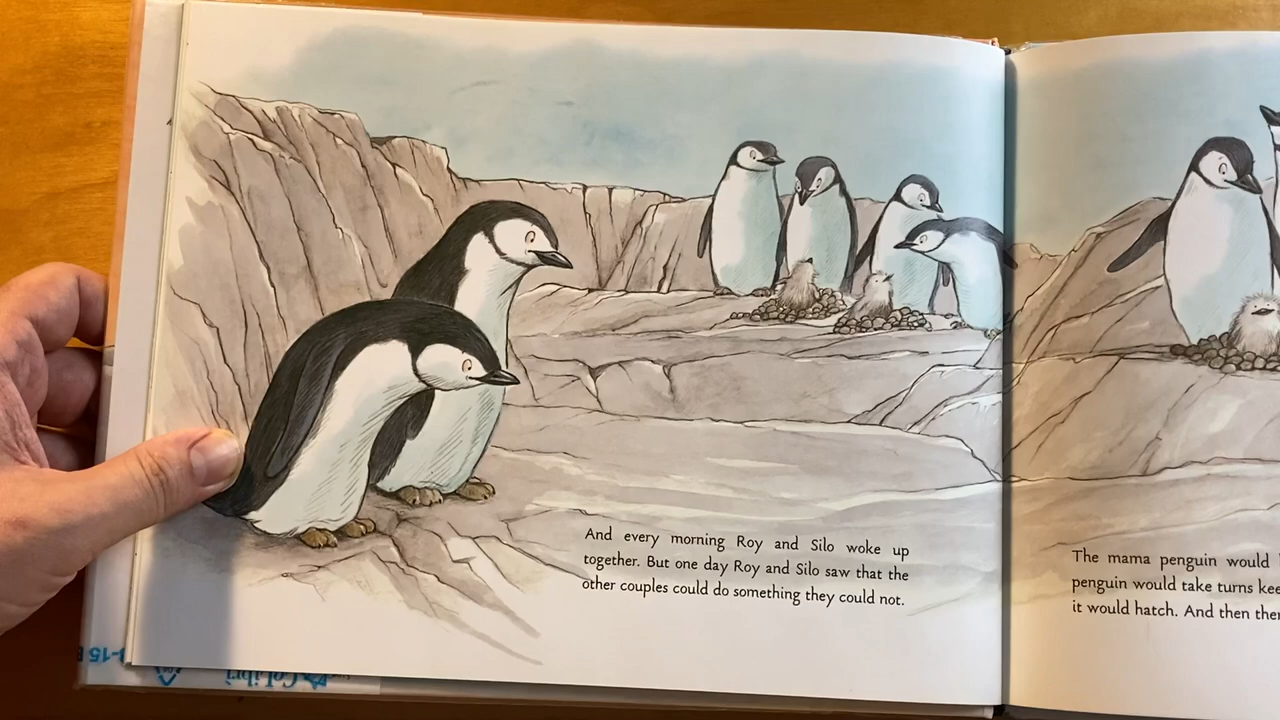 And every morning Roy and Silo woke up
together. But one day Roy and Silo saw that the
other couples could do something they could not.
The mama penguin would
penguin would take turns
it would hatch. And then
CoLibrì